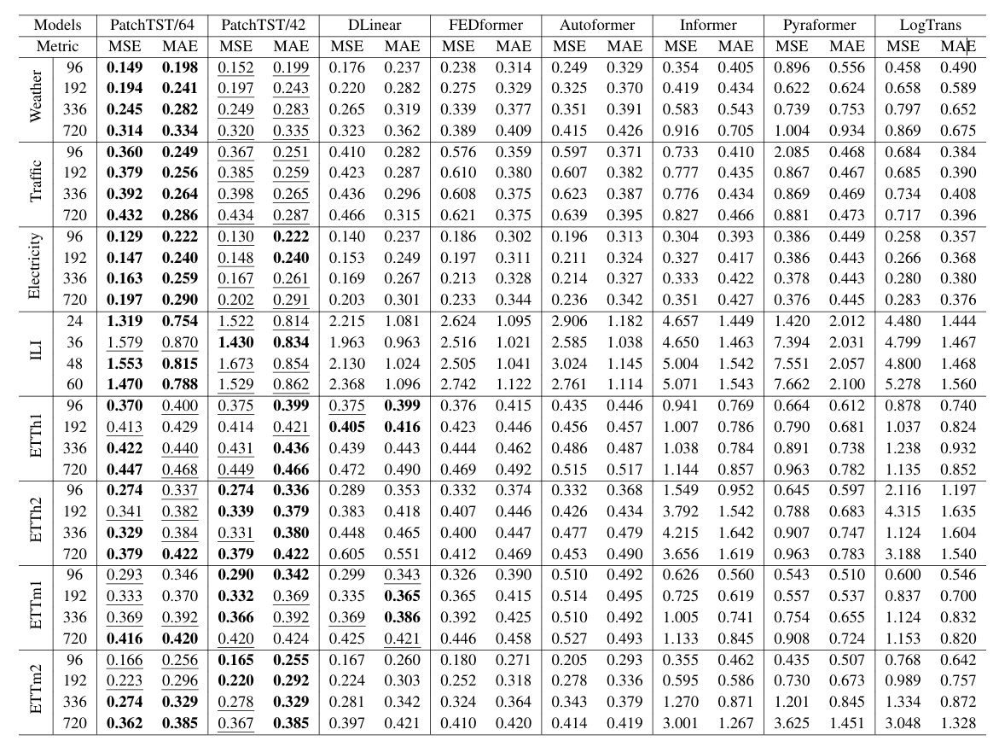 Models PatchTST/64 PatchTST/42 DLinear FEDformer Autoformer Informer Pyraformer LogTrans
Metric MSE MAE MSE MAE MSE MAE MSE MAE MSE MAE MSE MAE MSE MAE MSE MAE
Weather
96 0.149 0.198 0.152 0.199 0.176 0.237 0.238 0.314 0.249 0.329 0.354 0.405 0.896 0.556 0.458 0.490
192 0.194 0.241 0.197 0.243 0.220 0.282 0.275 0.329 0.325 0.370 0.419 0.434 0.622 0.624 0.658 0.589
336 0.245 0.282 0.249 0.283 0.265 0.319 0.339 0.377 0.351 0.391 0.583 0.543 0.739 0.753 0.797 0.652
720 0.314 0.334 0.320 0.335 0.323 0.362 0.389 0.409 0.415 0.426 0.916 0.705 1.004 0.934 0.869 0.675
Traffic
96 0.360 0.249 0.367 0.251 0.410 0.282 0.576 0.359 0.597 0.371 0.733 0.410 2.085 0.468 0.684 0.384
192 0.379 0.256 0.385 0.259 0.423 0.287 0.610 0.380 0.607 0.382 0.777 0.435 0.867 0.467 0.685 0.390
336 0.392 0.264 0.398 0.265 0.436 0.296 0.608 0.375 0.623 0.387 0.776 0.434 0.869 0.469 0.734 0.408
720 0.432 0.286 0.434 0.287 0.466 0.315 0.621 0.375 0.639 0.395 0.827 0.466 0.881 0.473 0.717 0.396
Electricity
96 0.129 0.222 0.130 0.222 0.140 0.237 0.186 0.302 0.196 0.313 0.304 0.393 0.386 0.449 0.258 0.357
192 0.147 0.240 0.148 0.240 0.153 0.249 0.197 0.311 0.211 0.324 0.327 0.417 0.386 0.443 0.266 0.368
336 0.163 0.259 0.167 0.261 0.169 0.267 0.213 0.328 0.214 0.327 0.333 0.422 0.378 0.443 0.280 0.380
720 0.197 0.290 0.202 0.291 0.203 0.301 0.233 0.344 0.236 0.342 0.351 0.427 0.376 0.445 0.283 0.376
ILI
24 1.319 0.754 1.522 0.814 2.215 1.081 2.624 1.095 2.906 1.182 4.657 1.449 1.420 2.012 4.480 1.444
36 1.579 0.870 1.430 0.834 1.963 0.963 2.516 1.021 2.585 1.038 4.650 1.463 7.394 2.031 4.799 1.467
48 1.553 0.815 1.673 0.854 2.130 1.024 2.505 1.041 3.024 1.145 5.004 1.542 7.551 2.057 4.800 1.468
60 1.470 0.788 1.529 0.862 2.368 1.096 2.742 1.122 2.761 1.114 5.071 1.543 7.662 2.100 5.278 1.560
ETTh1
96 0.370 0.400 0.375 0.399 0.375 0.399 0.376 0.415 0.435 0.446 0.941 0.769 0.664 0.612 0.878 0.740
192 0.413 0.429 0.414 0.421 0.405 0.416 0.423 0.446 0.456 0.457 1.007 0.786 0.790 0.681 1.037 0.824
336 0.422 0.440 0.431 0.436 0.439 0.443 0.444 0.462 0.486 0.487 1.038 0.784 0.891 0.738 1.238 0.932
720 0.447 0.468 0.449 0.466 0.472 0.490 0.469 0.492 0.515 0.517 1.144 0.857 0.963 0.782 1.135 0.852
ETTh2
96 0.274 0.337 0.274 0.336 0.289 0.353 0.332 0.374 0.332 0.368 1.549 0.952 0.645 0.597 2.116 1.197
192 0.341 0.382 0.339 0.379 0.383 0.418 0.407 0.446 0.426 0.434 3.792 1.542 0.788 0.683 4.315 1.635
336 0.329 0.384 0.331 0.380 0.448 0.465 0.400 0.447 0.477 0.479 4.215 1.642 0.907 0.747 1.124 1.604
720 0.379 0.422 0.379 0.422 0.605 0.551 0.412 0.469 0.453 0.490 3.656 1.619 0.963 0.783 3.188 1.540
ETTm1
96 0.293 0.346 0.290 0.342 0.299 0.343 0.326 0.390 0.510 0.492 0.626 0.560 0.543 0.510 0.600 0.546
192 0.333 0.370 0.332 0.369 0.335 0.365 0.365 0.415 0.514 0.495 0.725 0.619 0.557 0.537 0.837 0.700
336 0.369 0.392 0.366 0.392 0.369 0.386 0.392 0.425 0.510 0.492 1.005 0.741 0.754 0.655 1.124 0.832
720 0.416 0.420 0.420 0.424 0.425 0.421 0.446 0.458 0.527 0.493 1.133 0.845 0.908 0.724 1.153 0.820
ETTm2
96 0.166 0.256 0.165 0.255 0.167 0.260 0.180 0.271 0.205 0.293 0.355 0.462 0.435 0.507 0.768 0.642
192 0.223 0.296 0.220 0.292 0.224 0.303 0.252 0.318 0.278 0.336 0.595 0.586 0.730 0.673 0.989 0.757
336 0.274 0.329 0.278 0.329 0.281 0.342 0.324 0.364 0.343 0.379 1.270 0.871 1.201 0.845 1.334 0.872
720 0.362 0.385 0.367 0.385 0.397 0.421 0.410 0.420 0.414 0.419 3.001 1.267 3.625 1.451 3.048 1.328